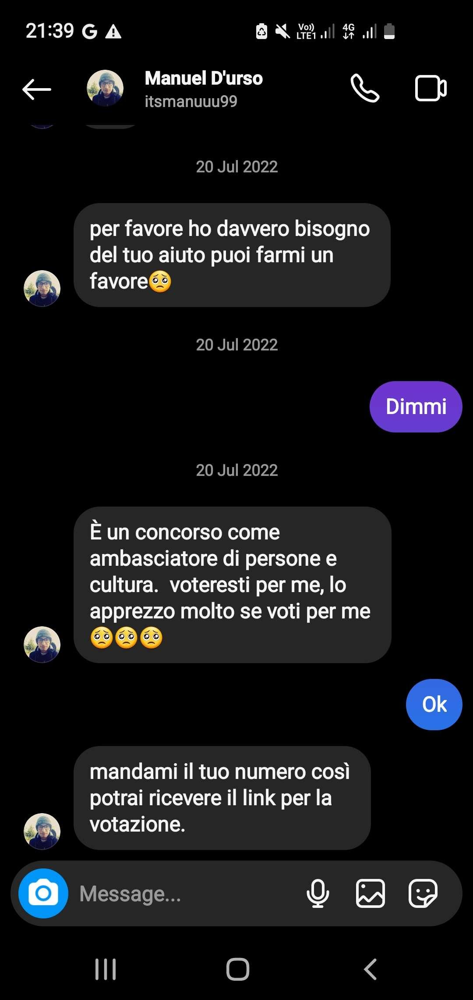 21:39 G Vo)) LTE1 4G
Manuel D'urso
itsmanuuu99
20 Jul 2022
per favore ho davvero bisogno
del tuo aiuto puoi farmi un
favore🥺
20 Jul 2022
Dimmi
20 Jul 2022
È un concorso come
ambasciatore di persone e
cultura.  voteresti per me, lo
apprezzo molto se voti per me
🥺🥺🥺
Ok
mandami il tuo numero così
potrai ricevere il link per la
votazione.
Message...